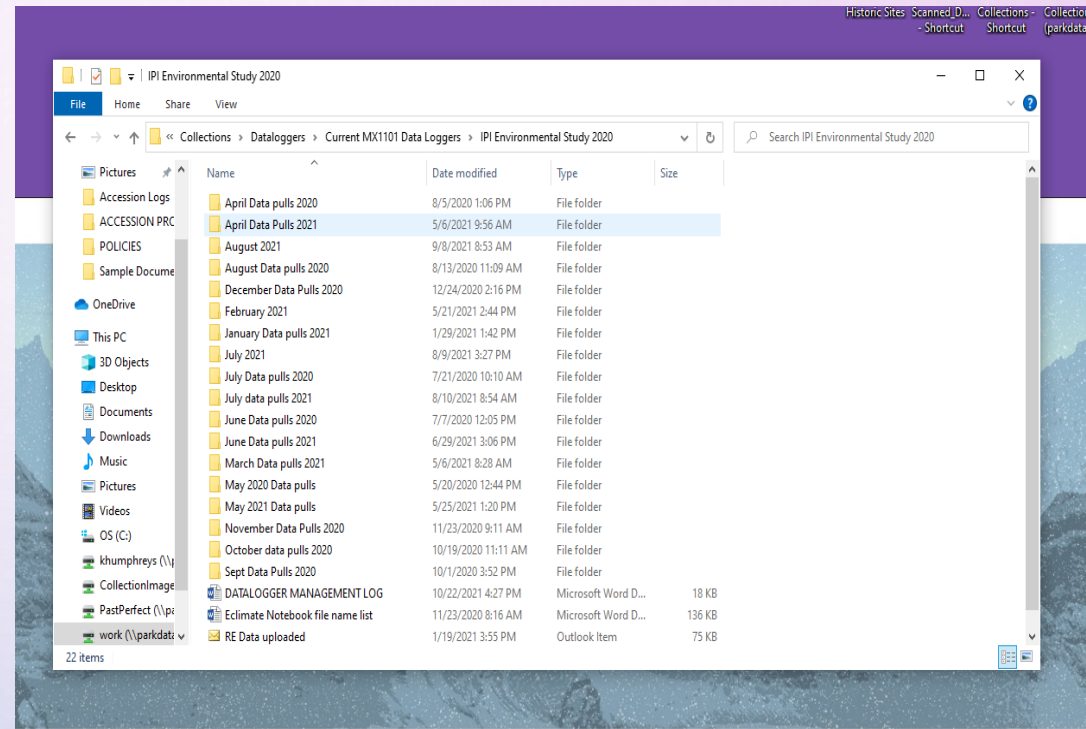 Historic Sites Scanned_D... Collections - Collection
- Shortcut Shortcut (parkdata
IPI Environmental Study 2020
File Home Share View
« Collections > Dataloggers > Current MX1101 Data Loggers > IPI Environmental Study 2020 Search IPI Environmental Study 2020
Pictures
Accession Logs
ACCESSION PRC
POLICIES
Sample Docume
OneDrive
This PC
3D Objects
Desktop
Documents
Downloads
Music
Pictures
Videos
OS (C:)
khumphreys (\\p
CollectionImage
PastPerfect (\\pa
work (\\parkdata
Name Date modified Type Size
April Data pulls 2020 8/5/2020 1:06 PM File folder
April Data Pulls 2021 5/6/2021 9:56 AM File folder
August 2021 9/8/2021 8:53 AM File folder
August Data pulls 2020 8/13/2020 11:09 AM File folder
December Data Pulls 2020 12/24/2020 2:16 PM File folder
February 2021 5/21/2021 2:44 PM File folder
January Data pulls 2021 1/29/2021 1:42 PM File folder
July 2021 8/9/2021 3:27 PM File folder
July Data pulls 2020 7/21/2020 10:10 AM File folder
July data pulls 2021 8/10/2021 8:54 AM File folder
June Data pulls 2020 7/7/2020 12:05 PM File folder
June Data pulls 2021 6/29/2021 3:06 PM File folder
March Data pulls 2021 5/6/2021 8:28 AM File folder
May 2020 Data pulls 5/20/2020 12:44 PM File folder
May 2021 Data pulls 5/25/2021 1:20 PM File folder
November Data Pulls 2020 11/23/2020 9:11 AM File folder
October data pulls 2020 10/19/2020 11:11 AM File folder
Sept Data Pulls 2020 10/1/2020 3:52 PM File folder
DATALOGGER MANAGEMENT LOG 10/22/2021 4:27 PM Microsoft Word D... 18 KB
Eclimate Notebook file name list 11/23/2020 8:16 AM Microsoft Word D... 136 KB
RE Data uploaded 1/19/2021 3:55 PM Outlook Item 75 KB
22 items